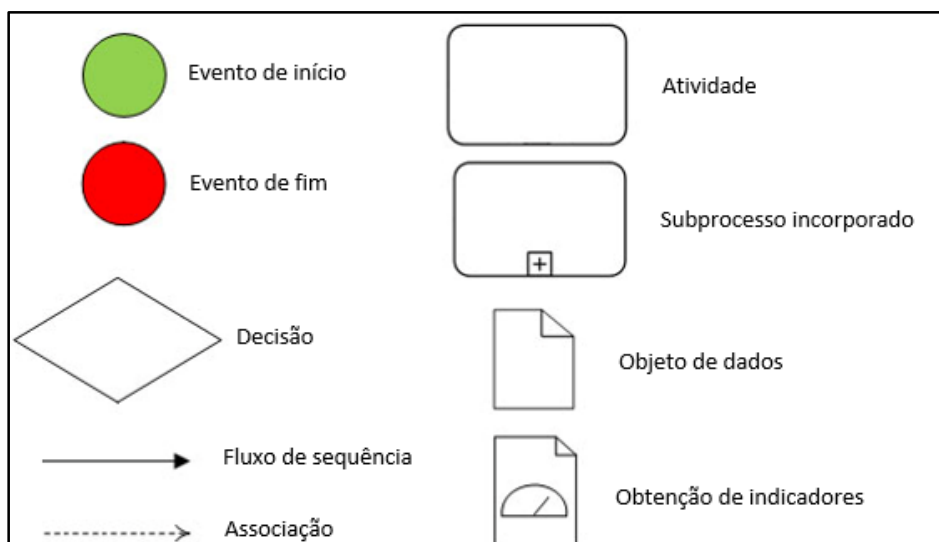 Evento de início
Evento de fim
Decisão
Fluxo de sequência
Associação
Atividade
Subprocesso incorporado
Objeto de dados
Obtenção de indicadores